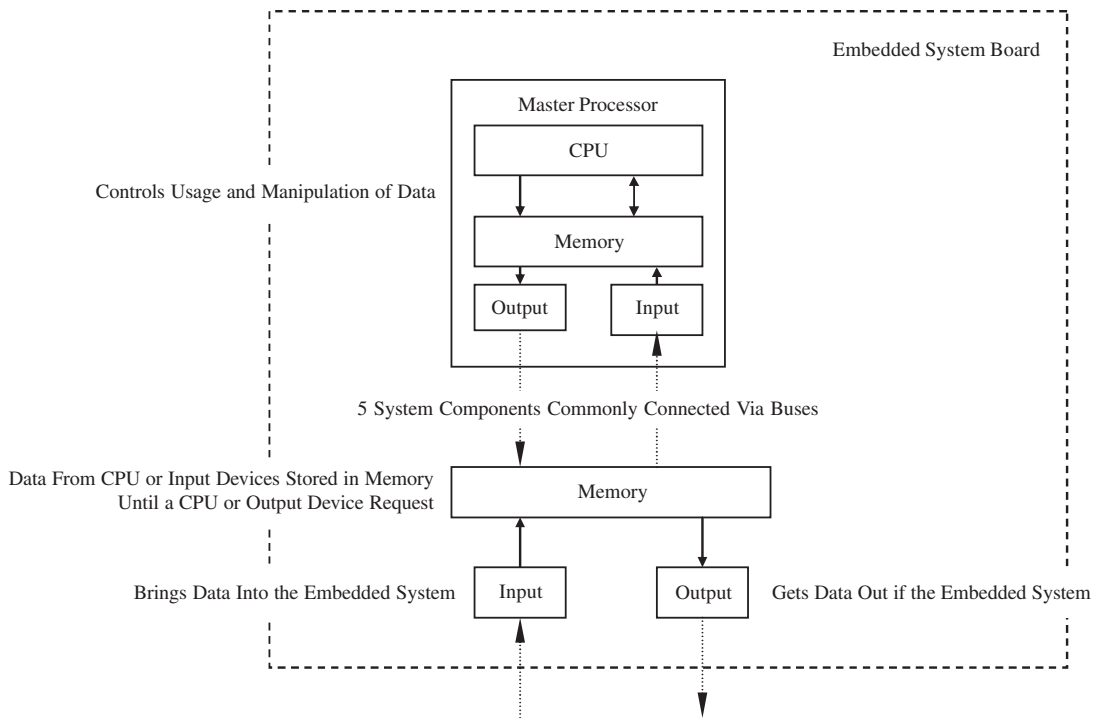 Embedded System Board
Master Processor
CPU
Controls Usage and Manipulation of Data
Memory
Output
Input
5 System Components Commonly Connected Via Buses
Data From CPU or Input Devices Stored in Memory
Until a CPU or Output Device Request
Memory
Brings Data Into the Embedded System
Input
Output
Gets Data Out if the Embedded System